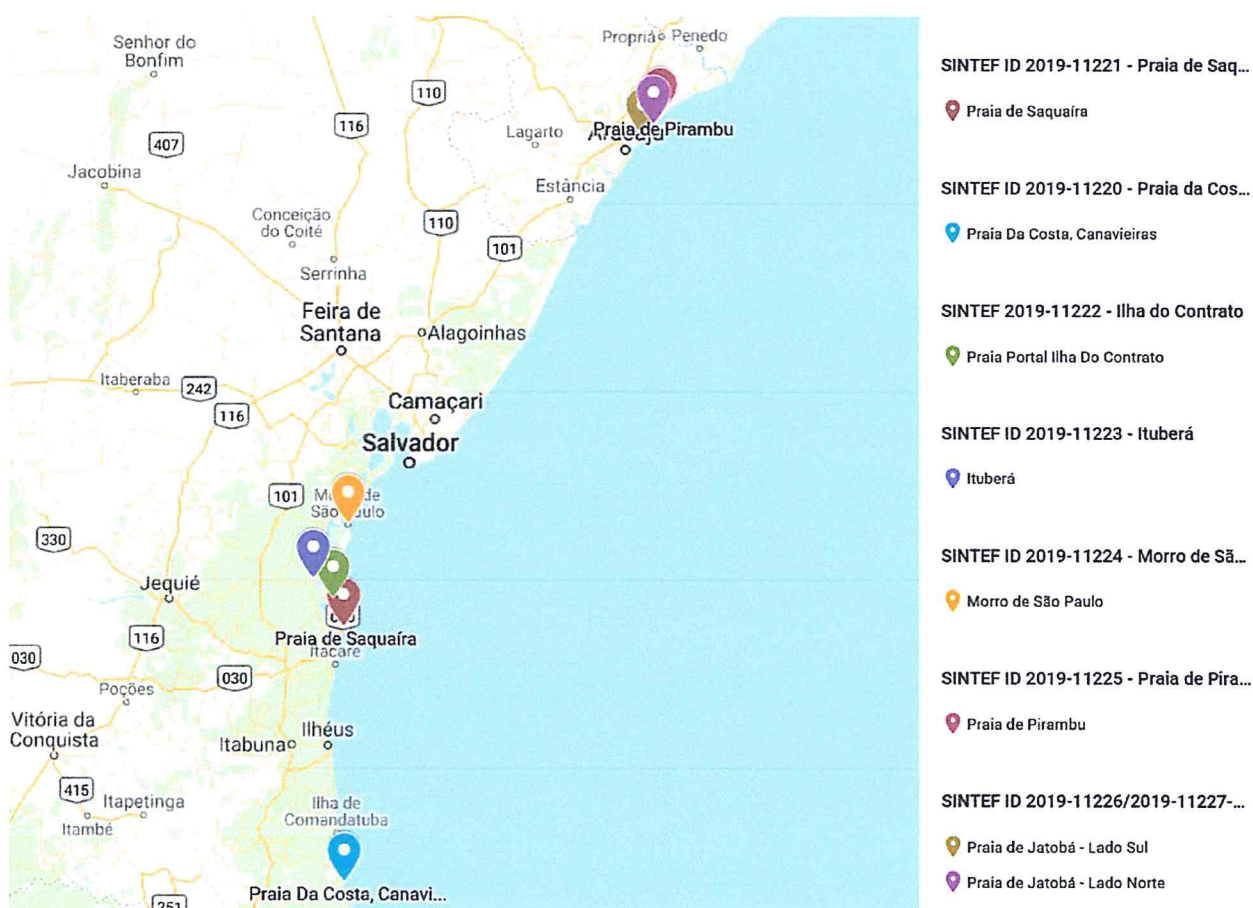 Senhor do
Bonfim
Propriá
Penedo
110
116
407
Lagarto
Praia de Pirambu
Jacobina
Estância
Conceição
do Coité
110
101
Serrinha
Feira de
Santana
Alagoinhas
Itaberaba
242
116
Camaçari
Salvador
101
330
Jequié
116
Praia de Saquaíra
Itacaré
030
030
Poções
Vitória da
Conquista
Ilhéus
Itabuna
415
Itapetinga
Itambé
Ilha de
Comandatuba
Praia Da Costa, Canavi...
251
SINTEF ID 2019-11221 - Praia de Saq...
Praia de Saquaíra
SINTEF ID 2019-11220 - Praia da Cos...
Praia Da Costa, Canavieiras
SINTEF 2019-11222 - Ilha do Contrato
Praia Portal Ilha Do Contrato
SINTEF ID 2019-11223 - Ituberá
Ituberá
SINTEF ID 2019-11224 - Morro de Sã...
Morro de São Paulo
SINTEF ID 2019-11225 - Praia de Pira...
Praia de Pirambu
SINTEF ID 2019-11226/2019-11227-...
Praia de Jatobá - Lado Sul
Praia de Jatobá - Lado Norte